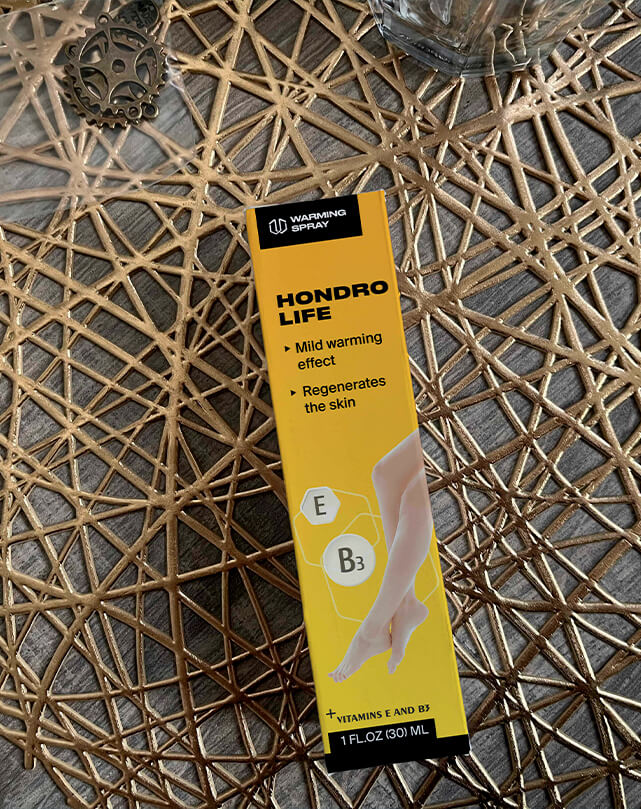 WARMING
SPRAY
HONDRO
LIFE
▸ Mild warming
effect
▸ Regenerates
the skin
E
B3
+VITAMINS E AND B3
1 FL.OZ (30) ML